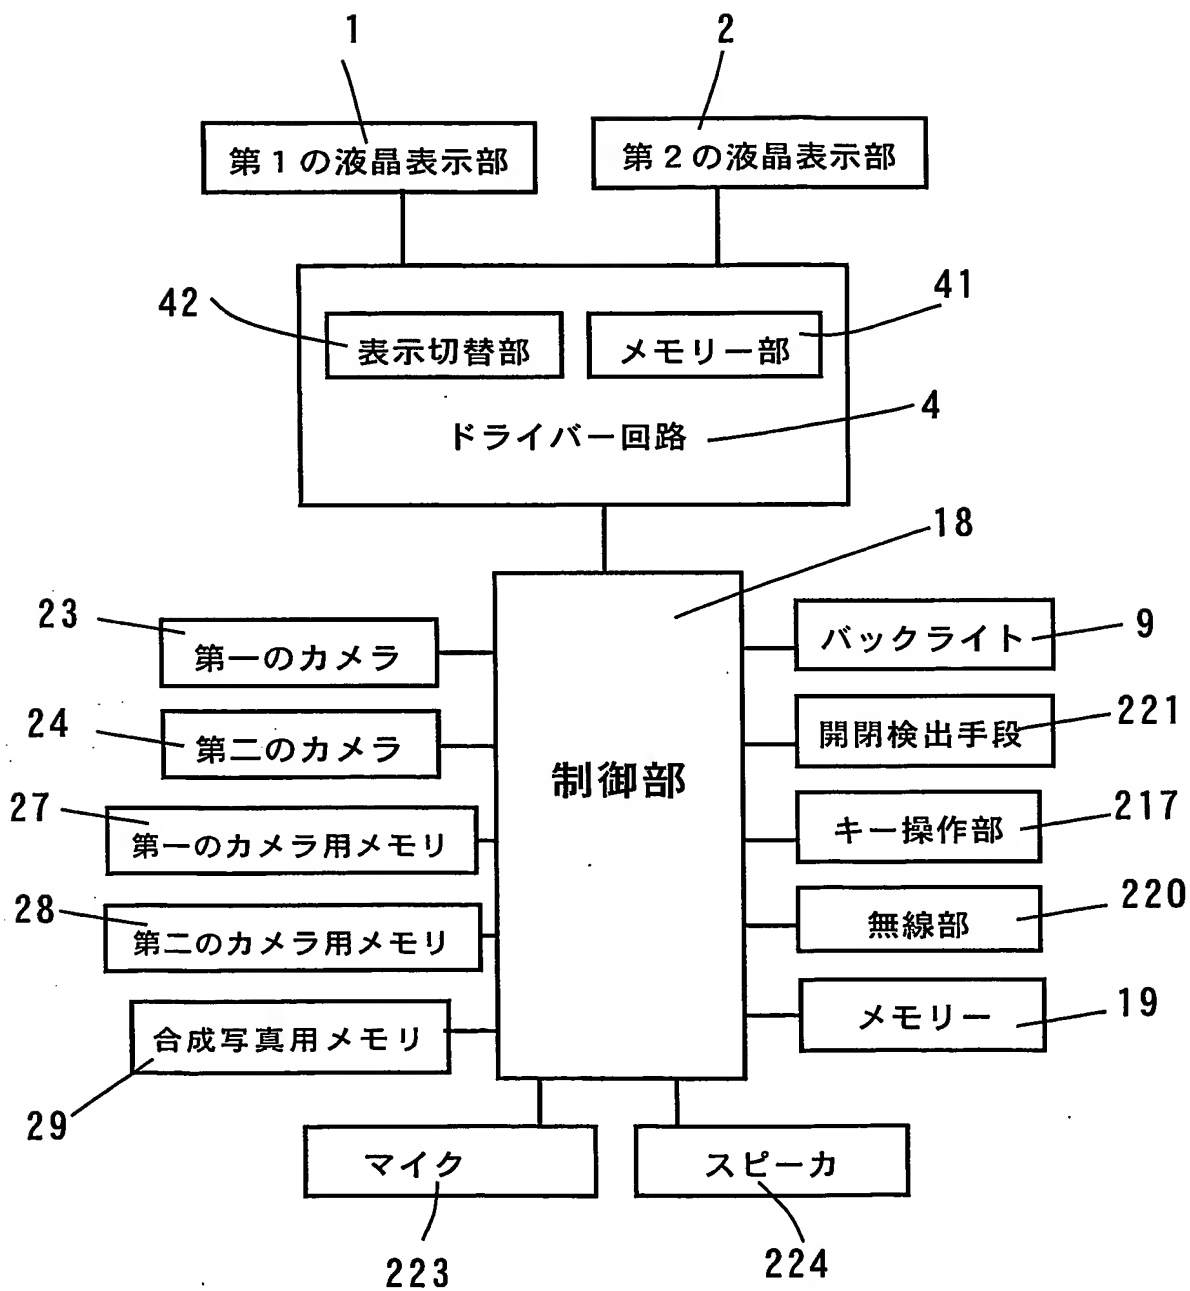 1
2
第1の液晶表示部
第2の液晶表示部
42
41
表示切替部
メモリー部
4
ドライバー回路
18
23
第一のカメラ
バックライト
9
24
第二のカメラ
開閉検出手段
221
制御部
27
第一のカメラ用メモリ
キー操作部
217
28
第二のカメラ用メモリ
無線部
220
合成写真用メモリ
メモリー
19
29
マイク
スピーカ
223
224